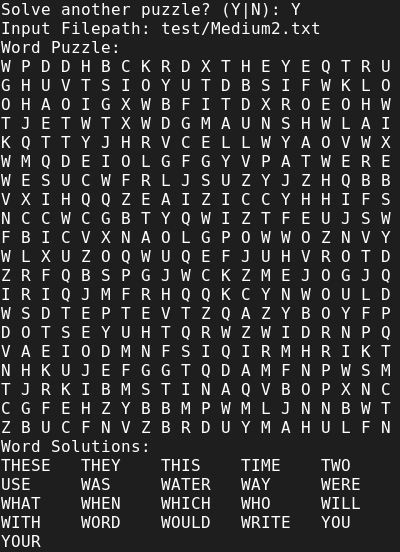 Solve another puzzle? (Y|N): Y
Input Filepath: test/Medium2.txt
Word Puzzle:
W P D D H B C K R D X T H E Y E Q T R U
G H U V T S I O Y U T D B S I F W K L O
O H A O I G X W B F I T D X R O E O H W
T J E T W T X W D G M A U N S H W L A I
K Q T T Y J H R V C E L L W Y A O V W X
W M Q D E I O L G F G Y V P A T W E R E
W E S U C W F R L J S U Z Y J Z H Q B B
V X I H Q Q Z E A I Z I C C Y H H I F S
N C C W C G B T Y Q W I Z T F E U J S W
F B I C V X N A O L G P O W W O Z N V Y
W L X U Z O Q W U Q E F J U H V R O T D
Z R F Q B S P G J W C K Z M E J O G J Q
I R I Q J M F R H Q Q K C Y N W O U L D
W S D T E P T E V T Z Q A Z Y B O Y F P
D O T S E Y U H T Q R W Z W I D R N P Q
V A E I O D M N F S I Q I R M H R I K T
N H K U J E F G G T Q D A M F N P W S M
T J R K I B M S T I N A Q V B O P X N C
C G F E H Z Y B B M P W M L J N N B W T
Z B U C F N V Z B R D U Y M A H U L F N
Word Solutions:
THESE THEY THIS TIME TWO
USE WAS WATER WAY WERE
WHAT WHEN WHICH WHO WILL
WITH WORD WOULD WRITE YOU
YOUR